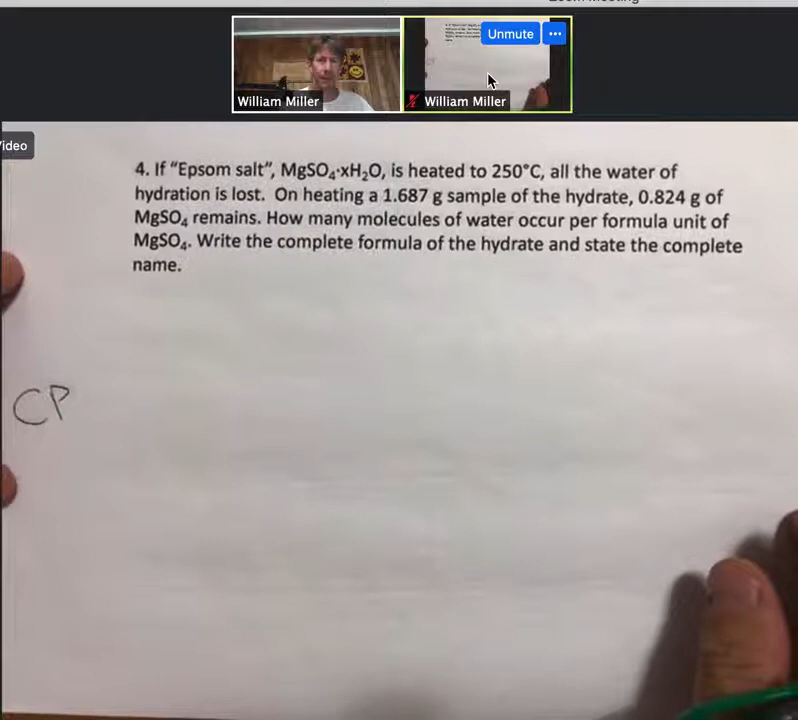 Zoom Meeting
Unmute
William Miller
William Miller
Video
4. If “Epsom salt”, MgSO₄·xH₂O, is heated to 250°C, all the water of
hydration is lost. On heating a 1.687 g sample of the hydrate, 0.824 g of
MgSO₄ remains. How many molecules of water occur per formula unit of
MgSO₄. Write the complete formula of the hydrate and state the complete
name.
CP